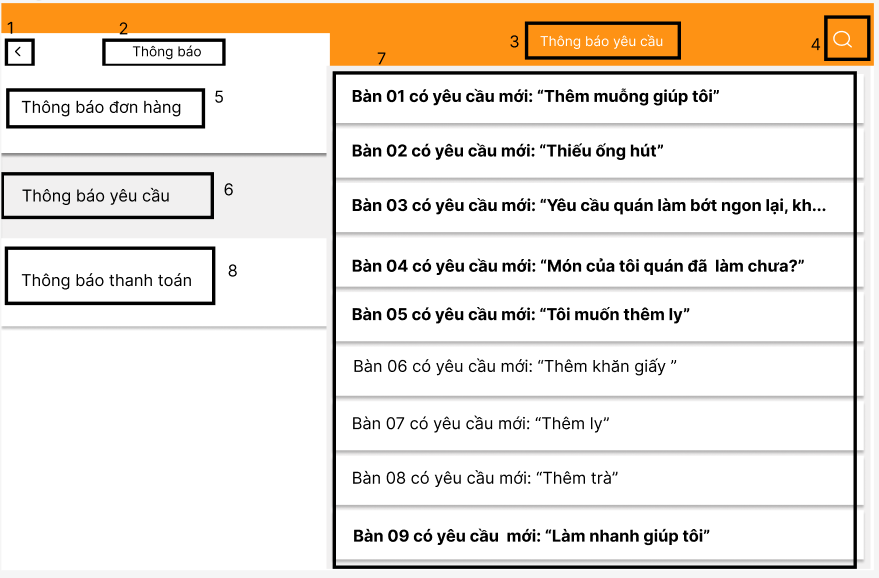 1
2
Thông báo
3
Thông báo yêu cầu
4
5
Thông báo đơn hàng
6
Thông báo yêu cầu
8
Thông báo thanh toán
7
Bàn 01 có yêu cầu mới: “Thêm muỗng giúp tôi”
Bàn 02 có yêu cầu mới: “Thiếu ống hút”
Bàn 03 có yêu cầu mới: “Yêu cầu quán làm bớt ngon lại, kh...
Bàn 04 có yêu cầu mới: “Món của tôi quán đã làm chưa?”
Bàn 05 có yêu cầu mới: “Tôi muốn thêm ly”
Bàn 06 có yêu cầu mới: “Thêm khăn giấy ”
Bàn 07 có yêu cầu mới: “Thêm ly”
Bàn 08 có yêu cầu mới: “Thêm trà”
Bàn 09 có yêu cầu mới: “Làm nhanh giúp tôi”